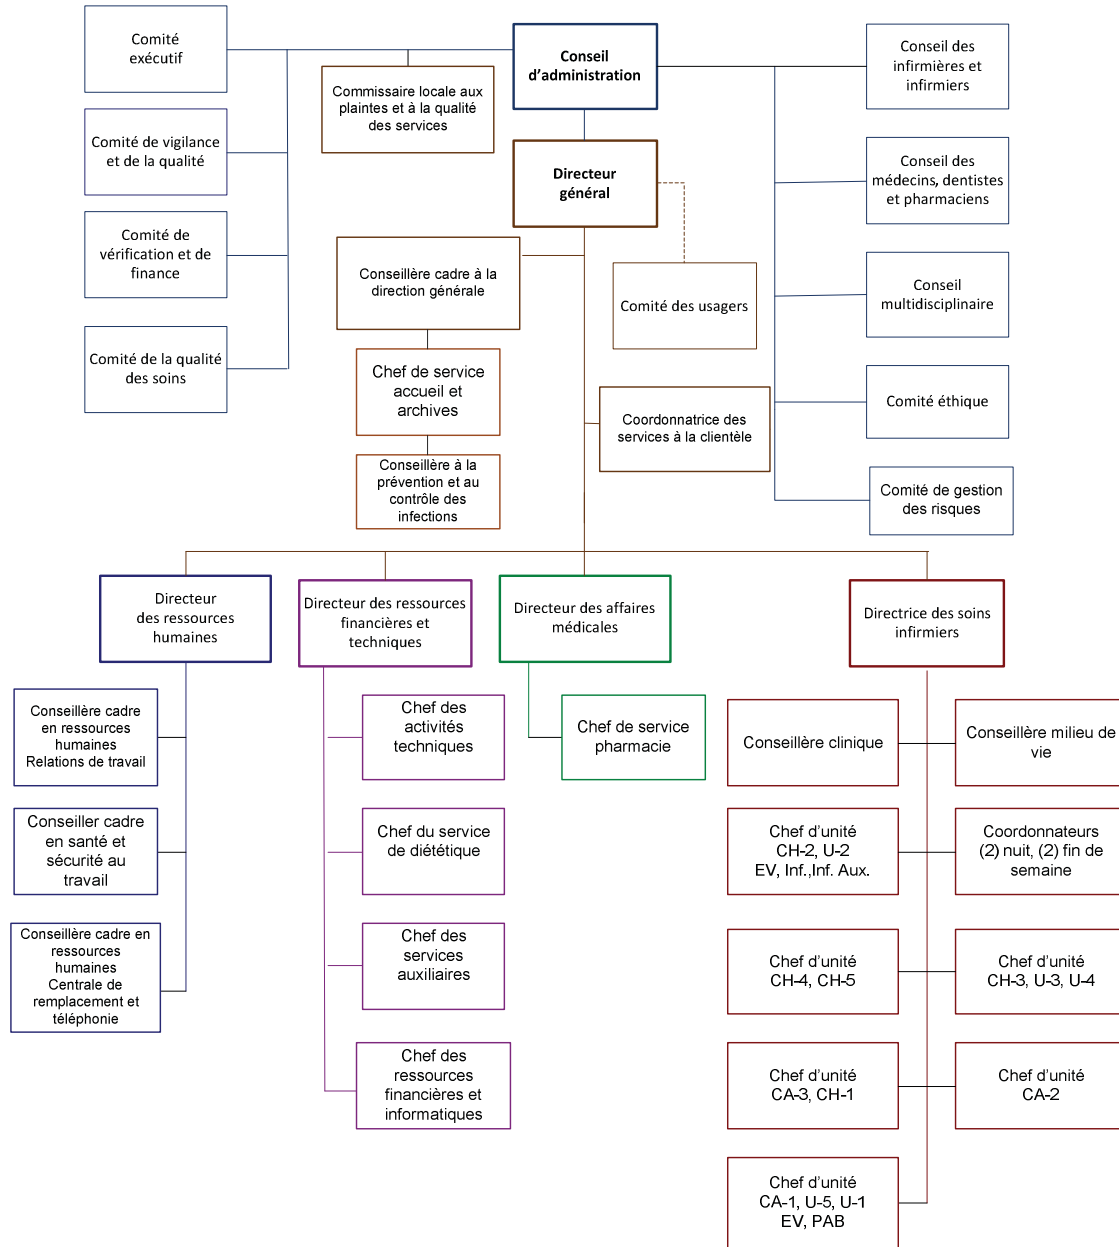 Comité
exécutif
Conseil
d'administration
Conseil des
infirmières et
infirmiers
Commissaire locale aux
plaintes et à la qualité
des services
Comité de vigilance
et de la qualité
Directeur
général
Conseil des
médecins, dentistes
et pharmaciens
Comité de
vérification et de
finance
Conseillère cadre à la
direction générale
Comité des usagers
Conseil
multidisciplinaire
Comité de la qualité
des soins
Chef de service
accueil et
archives
Coordonnatrice des
services à la clientèle
Comité éthique
Conseillère à la
prévention et au
contrôle des
infections
Comité de gestion
des risques
Directeur
des ressources
humaines
Directeur des ressources
financières et
techniques
Directeur des affaires
médicales
Directrice des soins
infirmiers
Conseillère cadre
en ressources
humaines
Relations de travail
Chef des
activités
techniques
Chef de service
pharmacie
Conseillère clinique
Conseillère milieu de
vie
Conseiller cadre
en santé et
sécurité au
travail
Chef du service
de diététique
Chef d'unité
CH-2, U-2
EV, Inf.,Inf. Aux.
Coordonnateurs
(2) nuit, (2) fin de
semaine
Conseillère cadre en
ressources
humaines
Centrale de
remplacement et
téléphonie
Chef des
services
auxiliaires
Chef d'unité
CH-4, CH-5
Chef d'unité
CH-3, U-3, U-4
Chef des
ressources
financières et
informatiques
Chef d'unité
CA-3, CH-1
Chef d'unité
CA-2
Chef d'unité
CA-1, U-5, U-1
EV, PAB